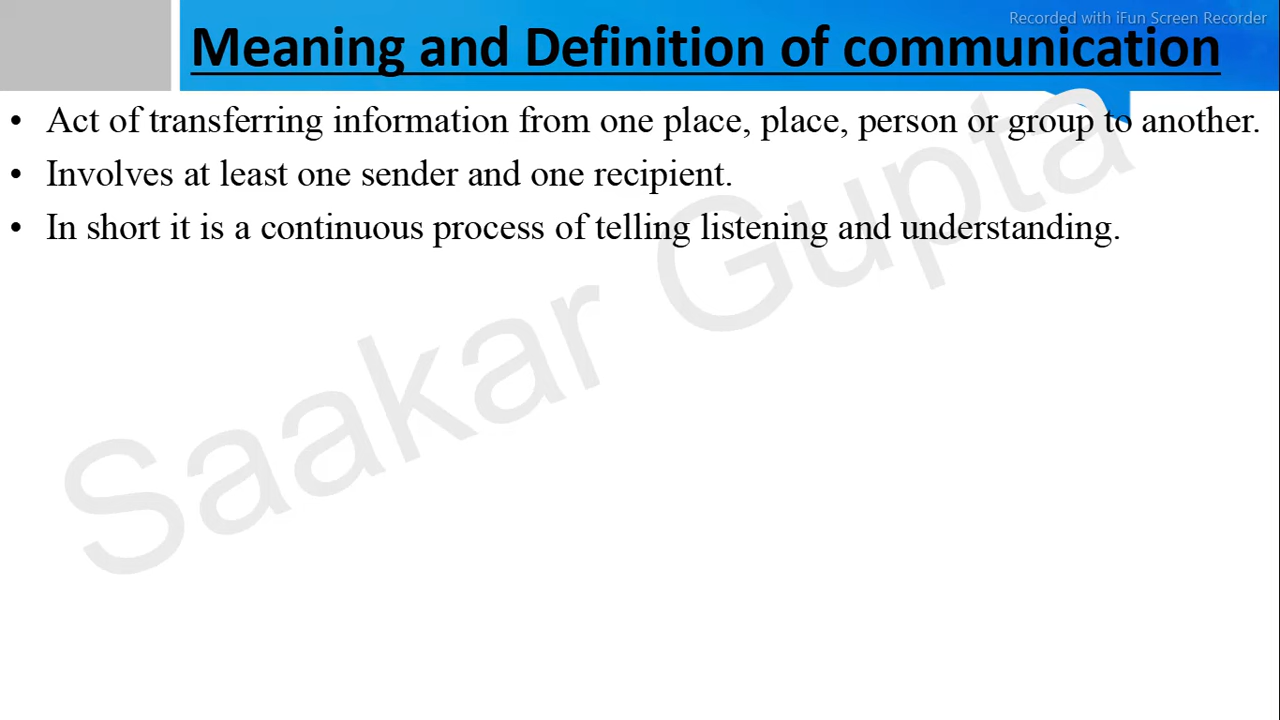 Recorded with iFun Screen Recorder
Meaning and Definition of communication
• Act of transferring information from one place, place, person or group to another.
• Involves at least one sender and one recipient.
• In short it is a continuous process of telling listening and understanding.
Saakar Gupta